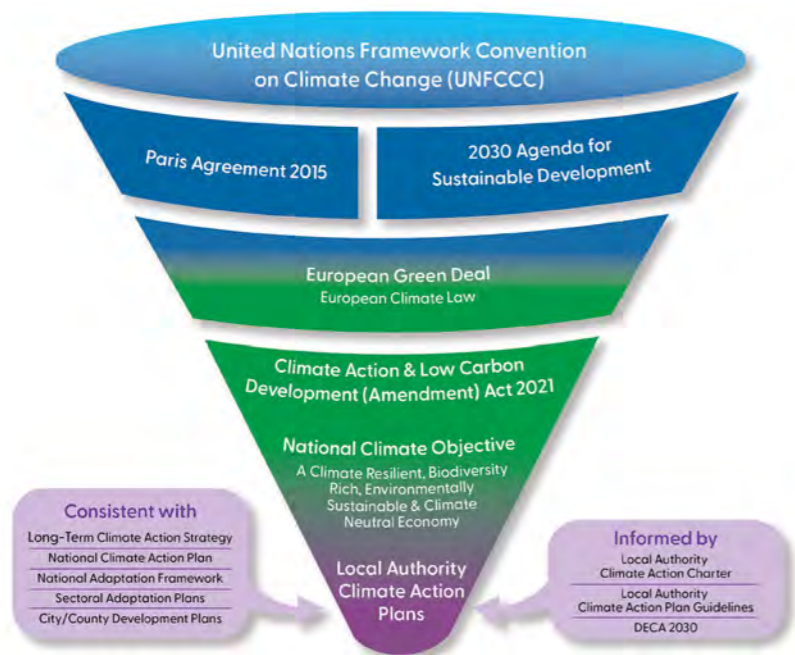 United Nations Framework Convention
on Climate Change (UNFCCC)
Paris Agreement 2015
2030 Agenda for
Sustainable Development
European Green Deal
European Climate Law
Climate Action & Low Carbon
Development (Amendment) Act 2021
National Climate Objective
A Climate Resilient, Biodiversity
Rich, Environmentally
Sustainable & Climate
Neutral Economy
Local Authority
Climate Action
Plans
Consistent with
Long-Term Climate Action Strategy
National Climate Action Plan
National Adaptation Framework
Sectoral Adaptation Plans
City/County Development Plans
Informed by
Local Authority
Climate Action Charter
Local Authority
Climate Action Plan Guidelines
DECA 2030